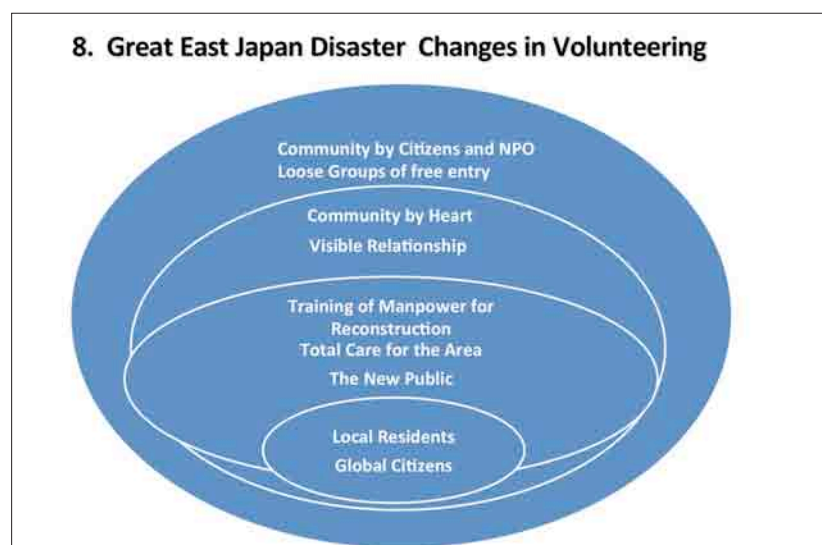 8. Great East Japan Disaster Changes in Volunteering
Community by Citizens and NPO
Loose Groups of free entry
Community by Heart
Visible Relationship
Training of Manpower for
Reconstruction
Total Care for the Area
The New Public
Local Residents
Global Citizens